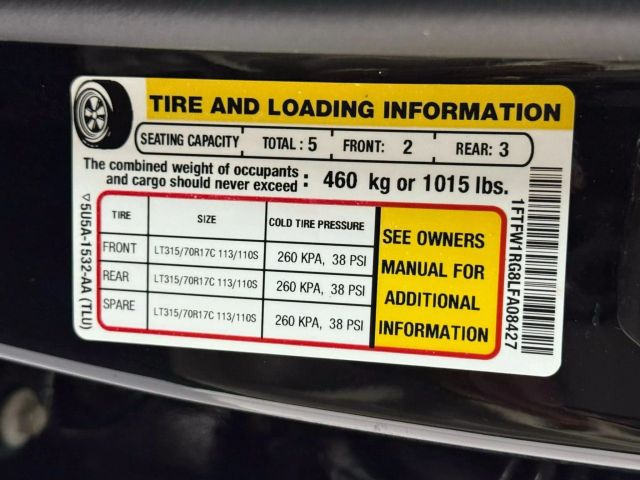 TIRE AND LOADING INFORMATION
SEATING CAPACITY TOTAL : 5 FRONT: 2 REAR: 3
The combined weight of occupants
and cargo should never exceed : 460 kg or 1015 lbs.
TIRE SIZE COLD TIRE PRESSURE
FRONT LT315/70R17C 113/110S 260 KPA, 38 PSI
REAR LT315/70R17C 113/110S 260 KPA, 38 PSI
SPARE LT315/70R17C 113/110S 260 KPA, 38 PSI
SEE OWNERS
MANUAL FOR
ADDITIONAL
INFORMATION
5U5A-1532-AA (TLU)
1FTFW1RG8LFA08427